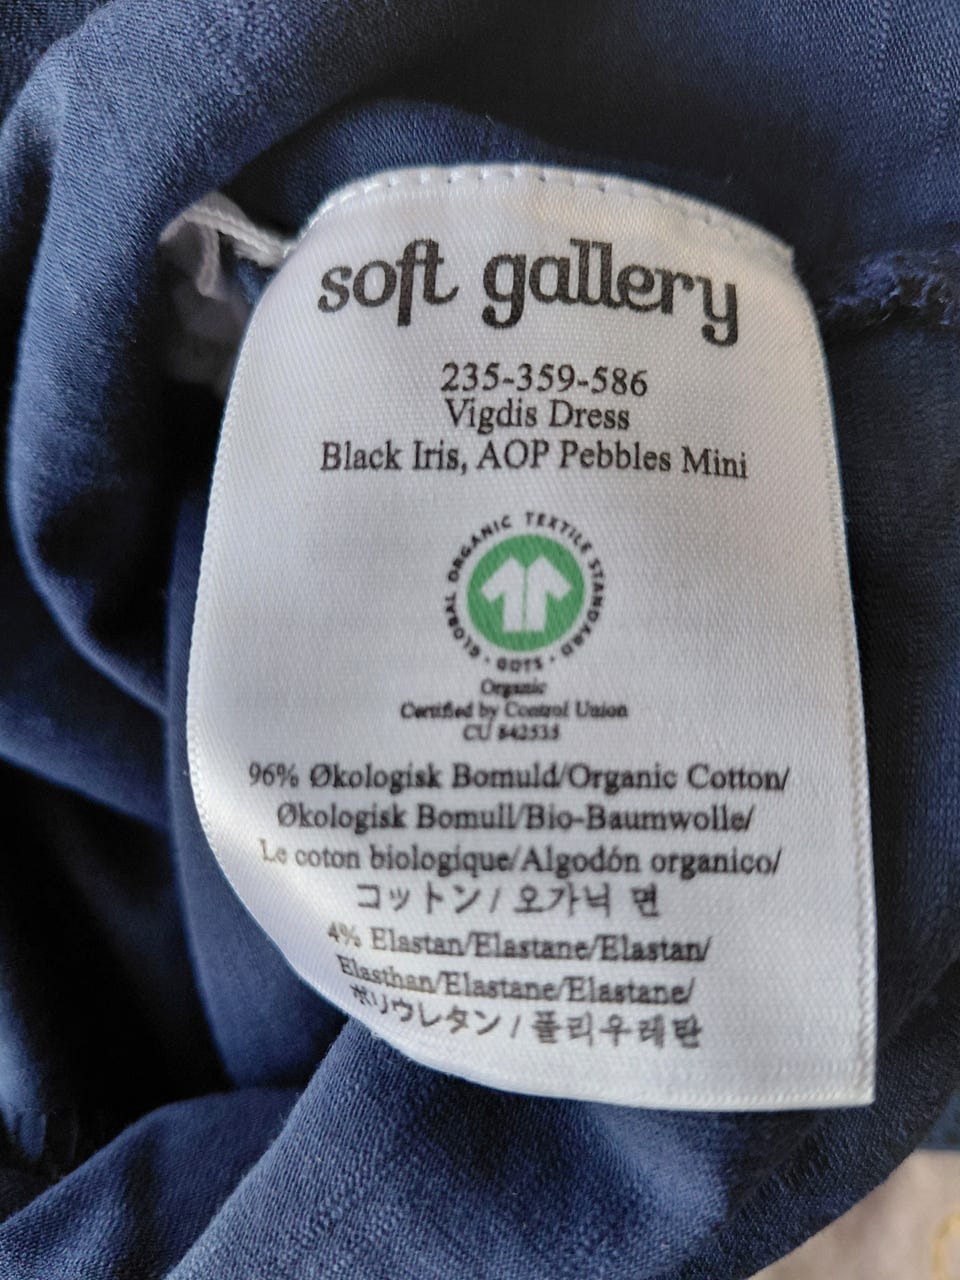 soft gallery
235-359-586
Vigdis Dress
Black Iris, AOP Pebbles Mini
GLOBAL ORGANIC TEXTILE STANDARD · GOTS ·
Organic
Certified by Control Union
CU 842535
96% Økologisk Bomuld/Organic Cotton/
Økologisk Bomull/Bio-Baumwolle/
Le coton biologique/Algodón organico/
コットン / 오가닉 면
4% Elastan/Elastane/Elastan/
Elasthan/Elastane/Elastane/
ポリウレタン / 폴리우레탄